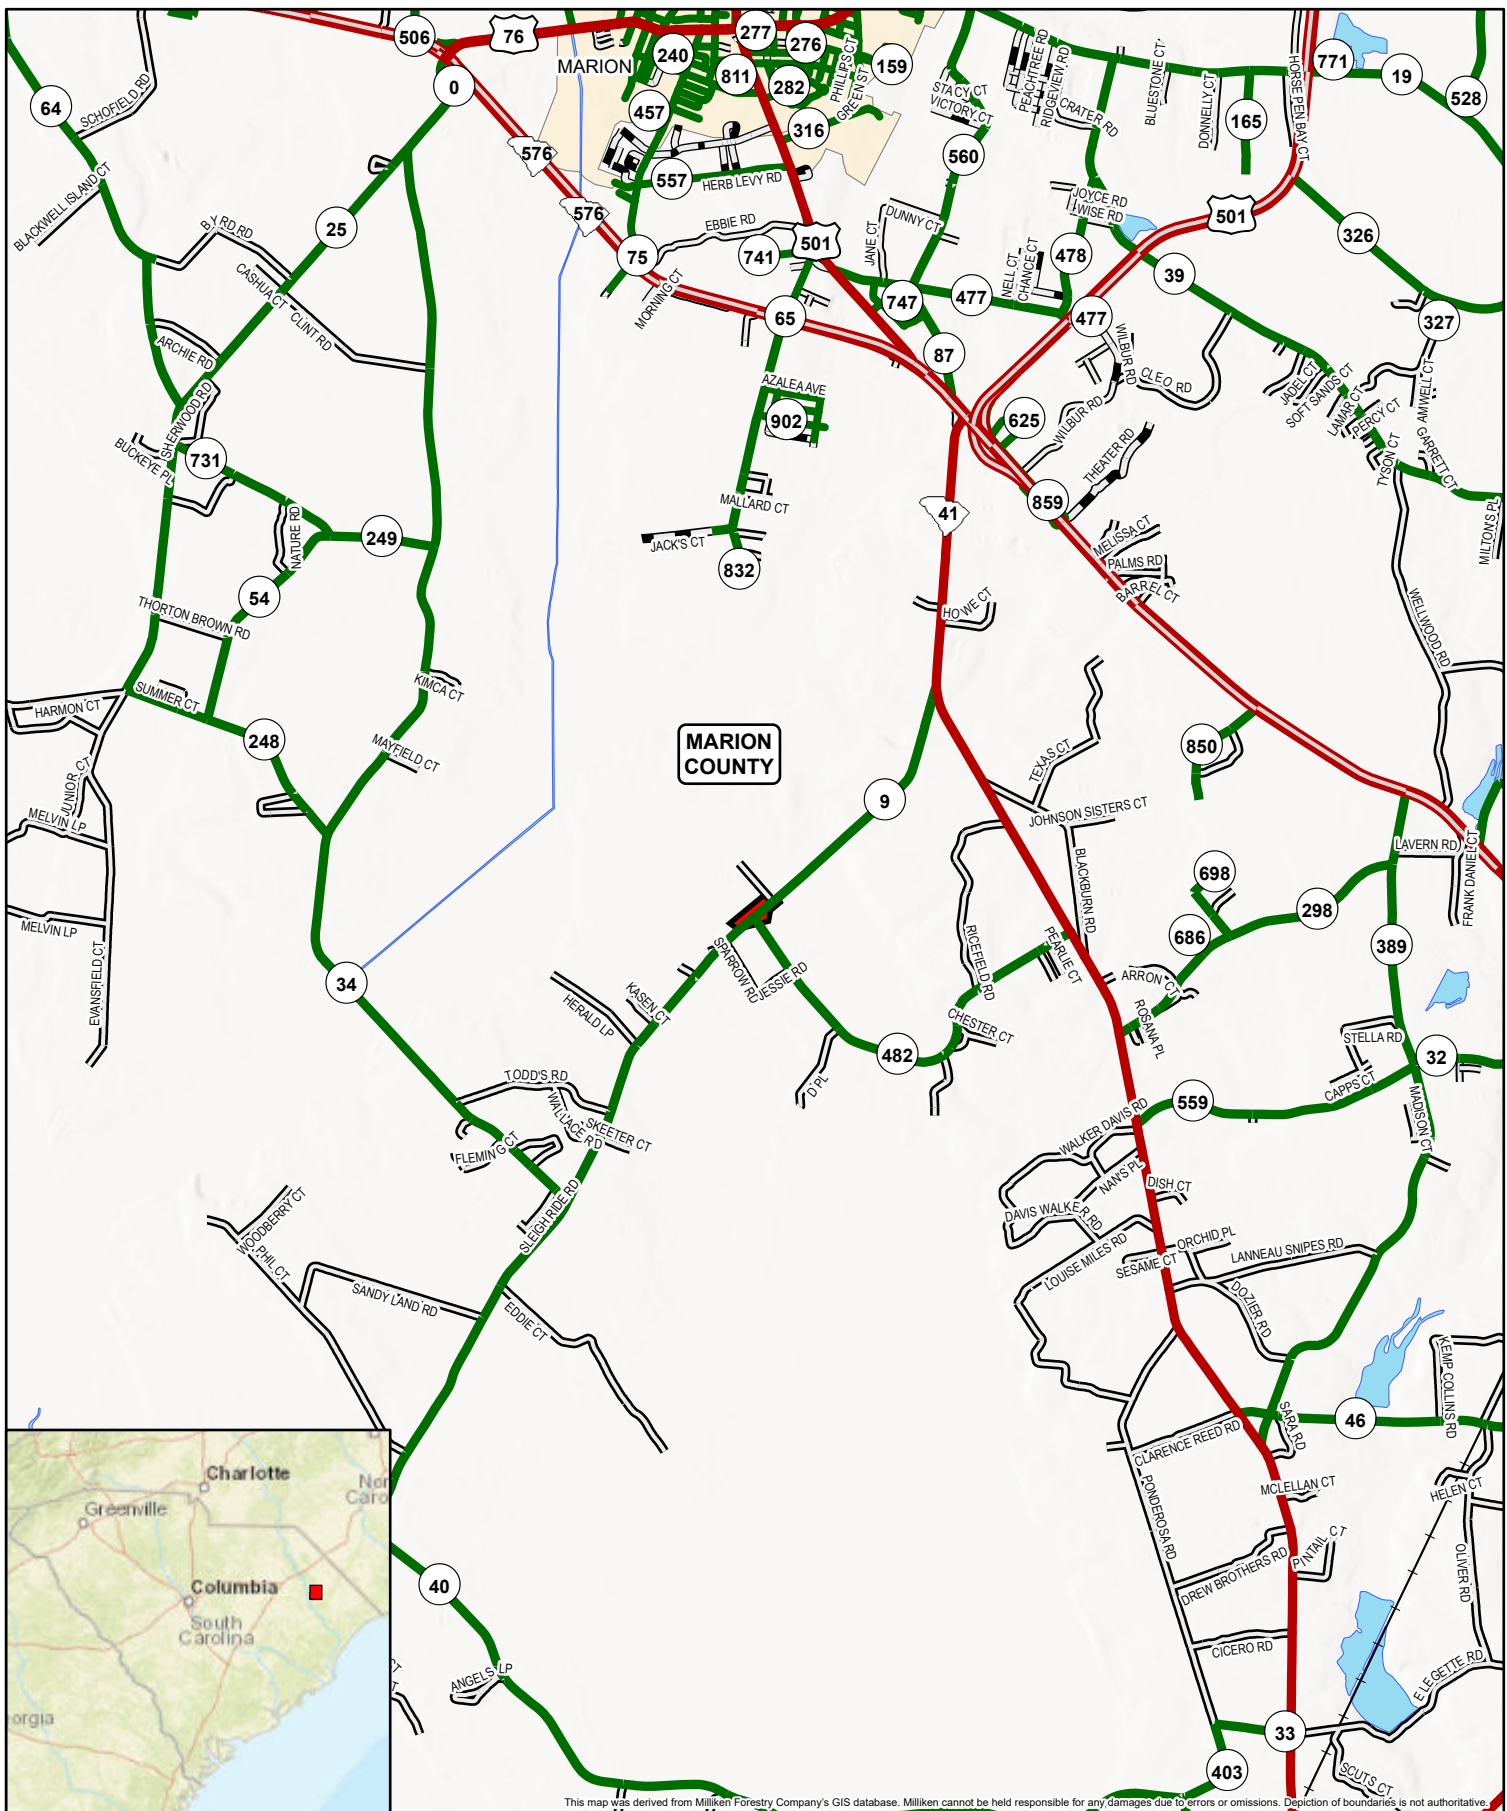 506
76
277
276
240
MARION
811
282
159
PHILLIPS CT
GREEN ST
457
316
0
64
SCHOFIELD RD
BLACKWELL ISLAND CT
25
BYRD RD
CASHUA CT
CLINT RD
ARCHIE RD
SHERWOOD RD
BUCKEYE PL
731
NATURE RD
249
54
THORTON BROWN RD
SUMMER CT
HARMON CT
248
KIMCA CT
MAYFIELD CT
JUNIOR CT
MELVIN LP
MELVIN LP
EVANSFIELD CT
34
576
576
557
HERB LEVY RD
EBBIE RD
75
741
501
MORNING CT
65
STACY CT
VICTORY CT
560
DUNNY CT
JANE CT
747
477
NELL CT
CHANCE CT
478
87
PEACHTREE RD
RIDGEVIEW RD
CRATER RD
BLUESTONE CT
DONNELLY CT
165
HORSE PEN BAY CT
771
19
528
JOYCE RD
WISE RD
501
39
326
327
477
WILBUR RD
CLEO RD
WILBUR RD
JADEL CT
SOFT SANDS CT
LAMAR CT
PERCY CT
AMWELL CT
GARRETT CT
TYSON CT
MILTON'S PL
AZALEA AVE
902
MALLARD CT
JACK'S CT
832
625
THEATER RD
41
859
MELISSA CT
PALMS RD
BARREL CT
HOWE CT
WELLWOOD RD
MARION
COUNTY
TEXAS CT
850
9
JOHNSON SISTERS CT
BLACKBURN RD
LAVERN RD
FRANK DANIEL CT
698
298
686
389
RICEFIELD RD
PEARLIE CT
ARRON CT
ROSANA PL
SPARROW RD
JESSIE RD
KASEN CT
HERALD LP
CHESTER CT
482
D PL
STELLA RD
32
CAPPS CT
MADISON CT
559
TODD'S RD
WALLACE RD
SKEETER CT
FLEMING CT
SLEIGH RIDE RD
WALKER DAVIS RD
NAN'S PL
DISH CT
DAVIS WALKER RD
LOUISE MILES RD
ORCHID PL
SESAME CT
LANNEAU SNIPES RD
DOZIER RD
WOODBERRY CT
PHIL CT
SANDY LAND RD
EDDIE CT
KEMP COLLINS RD
46
SARA RD
CLARENCE REED RD
MCLELLAN CT
HELEN CT
PONDEROSA RD
PINTAIL CT
DREW BROTHERS RD
OLIVER RD
CICERO RD
E LEGETTE RD
33
403
SCUTS CT
40
ANGELS LP
Charlotte
Nor
Caro
Greenville
Columbia
South
Carolina
orgia
CT
This map was derived from Milliken Forestry Company's GIS database. Milliken cannot be held responsible for any damages due to errors or omissions. Depiction of boundaries is not authoritative.